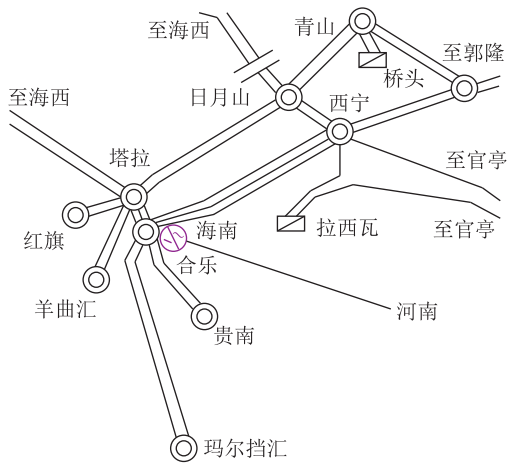 至海西
青山
至郭隆
桥头
至海西
日月山
西宁
塔拉
至官亭
红旗
海南
拉西瓦
至官亭
合乐
羊曲汇
河南
贵南
玛尔挡汇